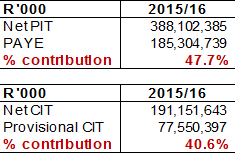 R'000 2015/16
Net PIT 388,102,385
PAYE 185,304,739
% contribution 47.7%
R'000 2015/16
Net CIT 191,151,643
Provisional CIT 77,550,397
% contribution 40.6%